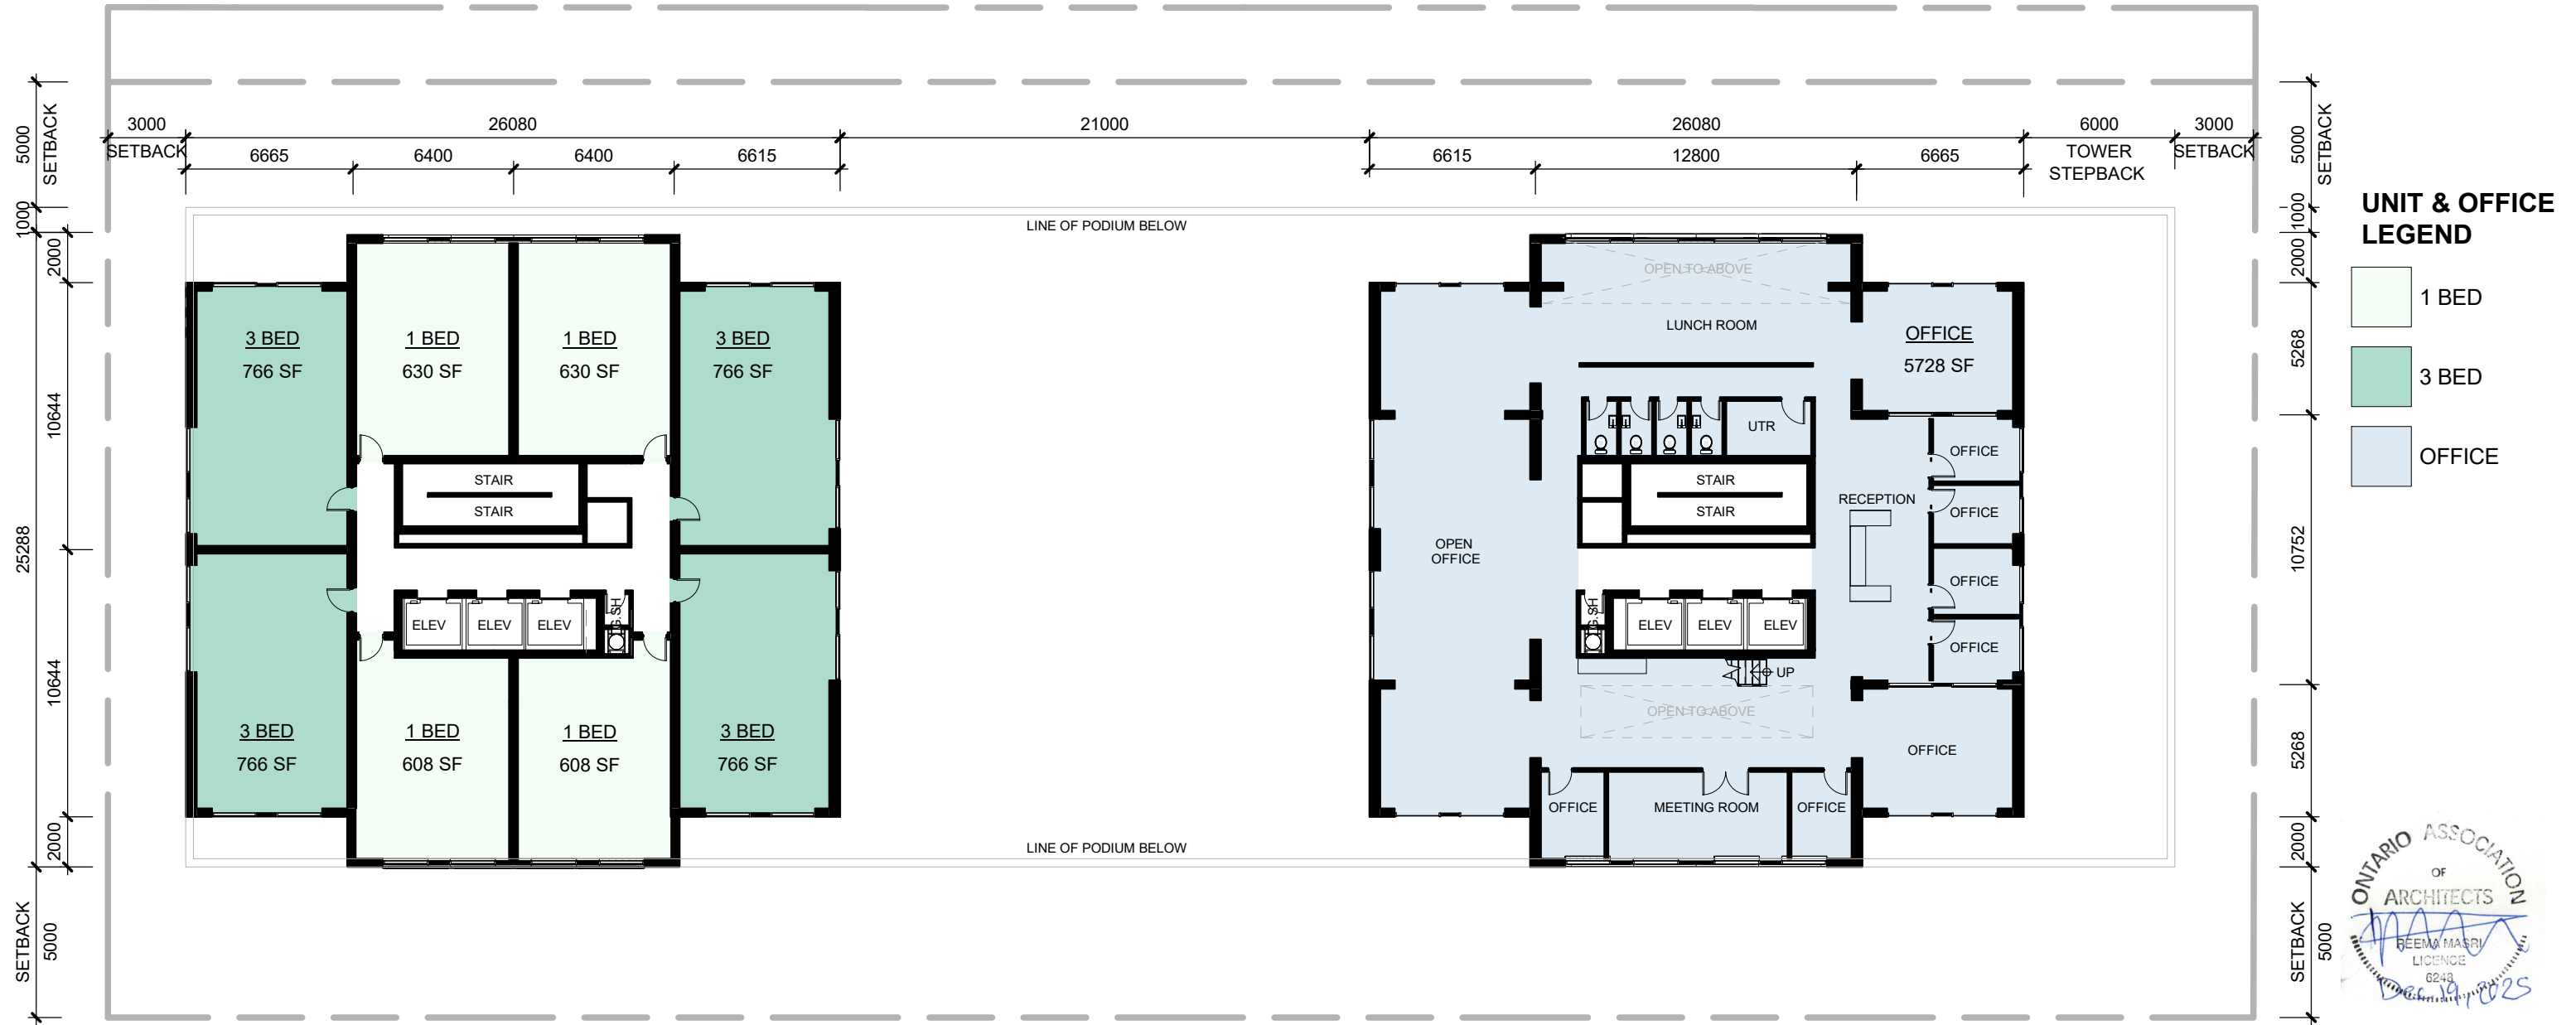 3000
SETBACK
26080
21000
26080
6000
TOWER
STEPBACK
3000
SETBACK
6665
6400
6400
6615
6615
12800
6665
5000
SETBACK
1000
2000
10644
25288
10644
2000
SETBACK
5000
LINE OF PODIUM BELOW
3 BED
766 SF
1 BED
630 SF
1 BED
630 SF
3 BED
766 SF
STAIR
STAIR
ELEV
ELEV
ELEV
G.SH
3 BED
766 SF
1 BED
608 SF
1 BED
608 SF
3 BED
766 SF
LINE OF PODIUM BELOW
OPEN TO ABOVE
LUNCH ROOM
OFFICE
5728 SF
UTR
OFFICE
STAIR
STAIR
RECEPTION
OFFICE
OPEN
OFFICE
OFFICE
G.SH
ELEV
ELEV
ELEV
OFFICE
UP
OPEN TO ABOVE
OFFICE
OFFICE
MEETING ROOM
OFFICE
5000
SETBACK
1000
2000
5268
10752
5268
2000
SETBACK
5000
UNIT & OFFICE
LEGEND
1 BED
3 BED
OFFICE
ONTARIO ASSOCIATION
OF
ARCHITECTS
REEMA MASRI
LICENCE
6248
Dec 19, 2025